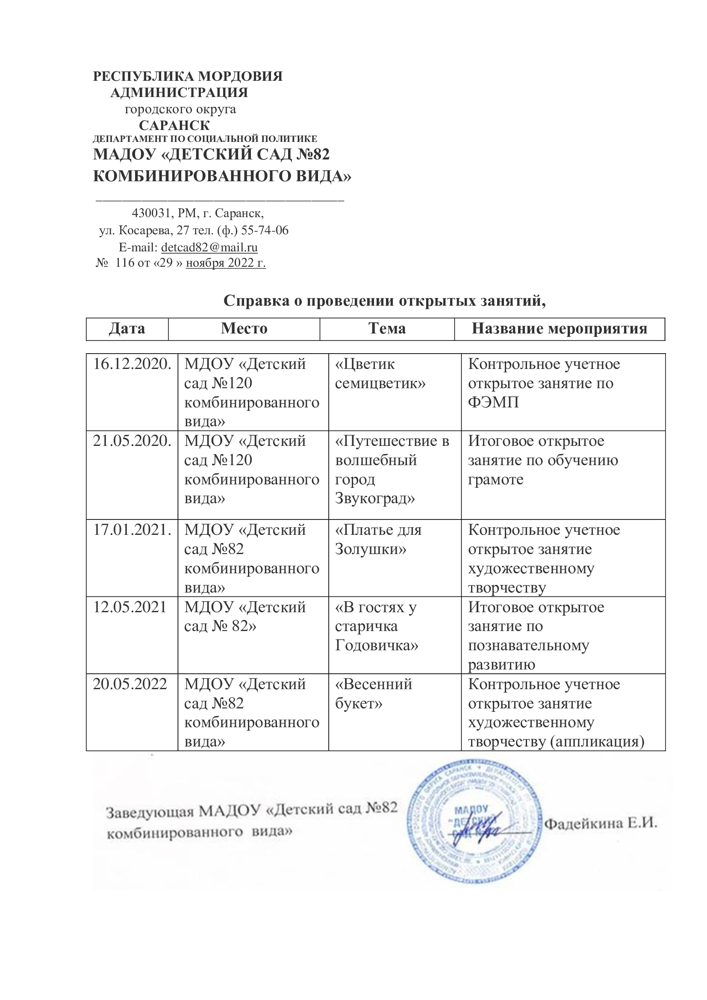 РЕСПУБЛИКА МОРДОВИЯ
АДМИНИСТРАЦИЯ
городского округа
САРАНСК
ДЕПАРТАМЕНТ ПО СОЦИАЛЬНОЙ ПОЛИТИКЕ
МАДОУ «ДЕТСКИЙ САД №82
КОМБИНИРОВАННОГО ВИДА»
430031, РМ, г. Саранск,
ул. Косарева, 27 тел. (ф.) 55-74-06
E-mail: detcad82@mail.ru
№ 116 от «29 » ноября 2022 г.
Справка о проведении открытых занятий,
Дата Место Тема Название мероприятия
16.12.2020. МДОУ «Детский «Цветик Контрольное учетное
сад №120 семицветик» открытое занятие по
комбинированного ФЭМП
вида»
21.05.2020. МДОУ «Детский «Путешествие в Итоговое открытое
сад №120 волшебный занятие по обучению
комбинированного город грамоте
вида» Звукоград»
17.01.2021. МДОУ «Детский «Платье для Контрольное учетное
сад №82 Золушки» открытое занятие
комбинированного художественному
вида» творчеству
12.05.2021 МДОУ «Детский «В гостях у Итоговое открытое
сад № 82» старичка занятие по
Годовичка» познавательному
развитию
20.05.2022 МДОУ «Детский «Весенний Контрольное учетное
сад №82 букет» открытое занятие
комбинированного художественному
вида» творчеству (аппликация)
Заведующая МАДОУ «Детский сад №82
комбинированного вида»
МАДОУ
"ДЕТСКИЙ
САД
Фадейкина Е.И.